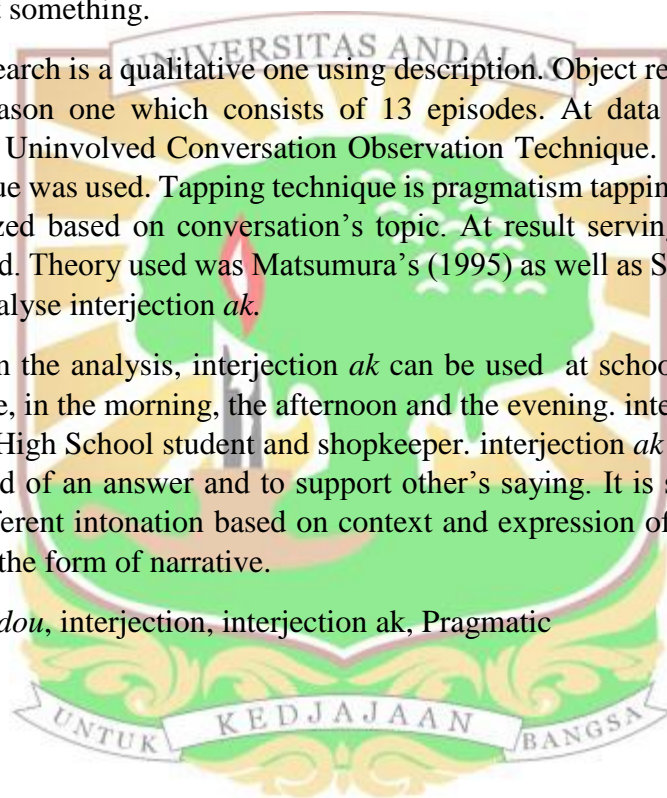 t something.
UNIVERSITAS ANDALAS
earch is a qualitative one using description. Object re
ason one which consists of 13 episodes. At data
Uninvolved Conversation Observation Technique.
ue was used. Tapping technique is pragmatism tappin
zed based on conversation’s topic. At result servin
d. Theory used was Matsumura’s (1995) as well as S
alyse interjection ak.
n the analysis, interjection ak can be used at schoo
e, in the morning, the afternoon and the evening. inte
High School student and shopkeeper. interjection ak
d of an answer and to support other’s saying. It is s
ferent intonation based on context and expression of
the form of narrative.
dou, interjection, interjection ak, Pragmatic
UNTUK KEDJAJAAN BANGSA